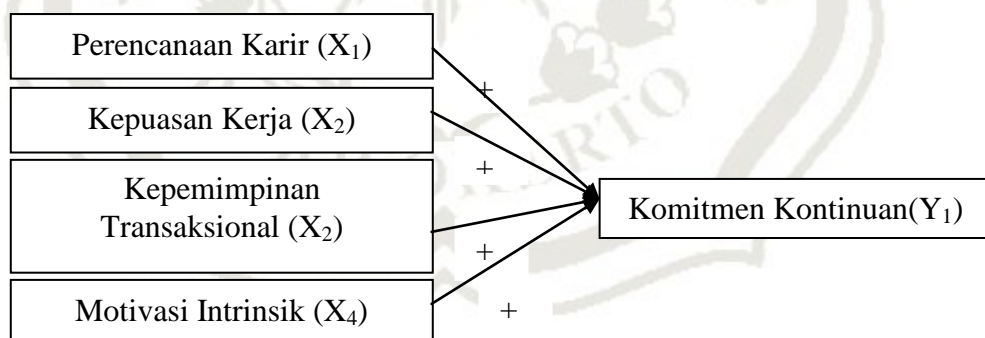 Perencanaan Karir (X₁)
+
Kepuasan Kerja (X₂)
+
Kepemimpinan
Transaksional (X₂)
Komitmen Kontinuan(Y₁)
+
Motivasi Intrinsik (X₄)
+